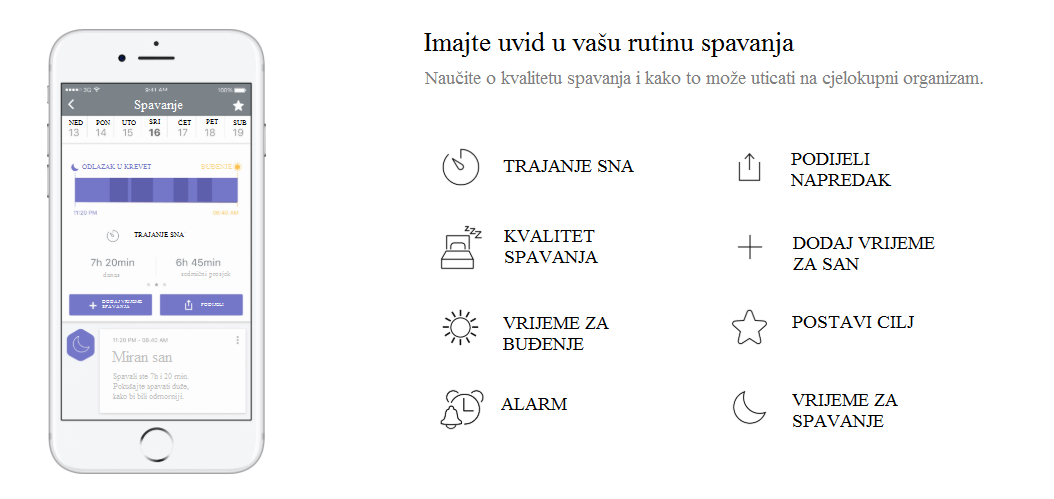 Imajte uvid u vašu rutinu spavanja
Naučite o kvalitetu spavanja i kako to može uticati na cjelokupni organizam.
3G 9:41 AM 100%
Spavanje
NED PON UTO SRI ČET PET SUB
13 14 15 16 17 18 19
ODLAZAK U KREVET BUĐENJE
11:20 PM 06:40 AM
TRAJANJE SNA
7h 20min 6h 45min
danas sedmični prosjek
DODAJ VRIJEME
SPAVANJA
PODIJELI
11:20 PM - 06:40 AM
Miran san
Spavali ste 7h i 20 min.
Pokušajte spavati duže,
kako bi bili odmorniji.
TRAJANJE SNA
PODIJELI
NAPREDAK
KVALITET
SPAVANJA
DODAJ VRIJEME
ZA SAN
VRIJEME ZA
BUĐENJE
POSTAVI CILJ
ALARM
VRIJEME ZA
SPAVANJE